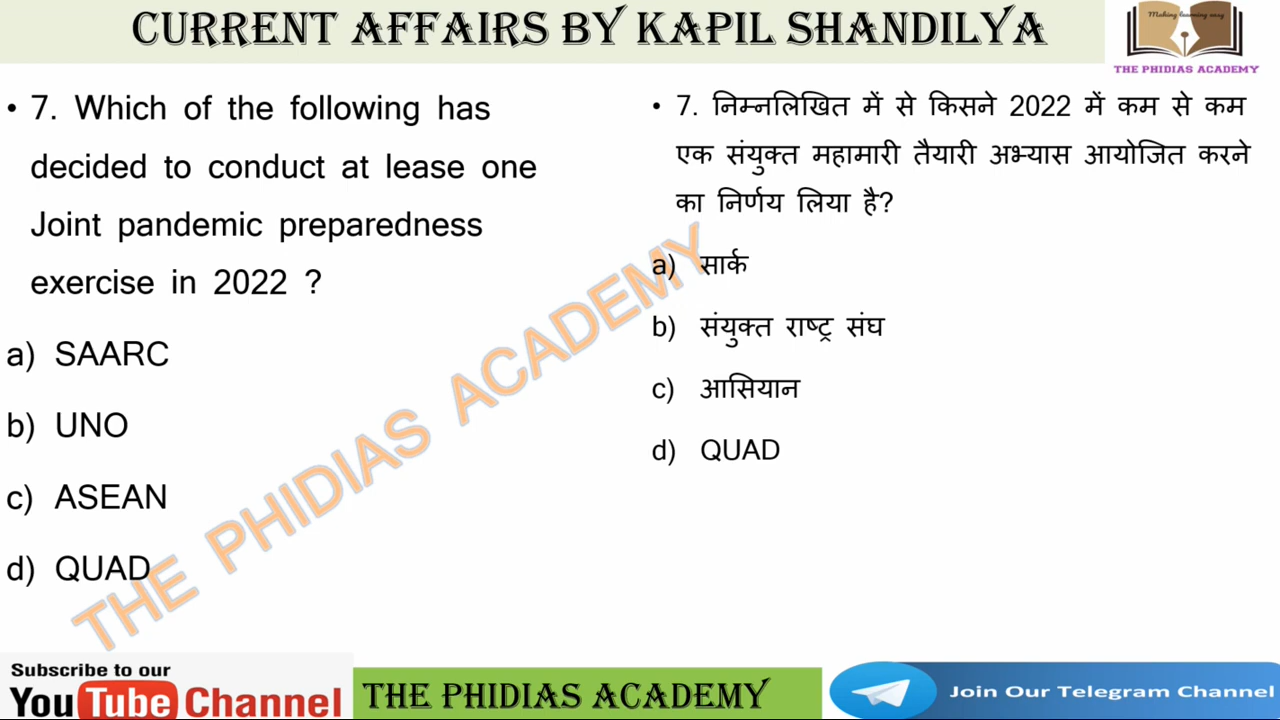 CURRENT AFFAIRS BY KAPIL SHANDILYA
Making learning easy
THE PHIDIAS ACADEMY
• 7. Which of the following has
decided to conduct at lease one
Joint pandemic preparedness
exercise in 2022 ?
a) SAARC
b) UNO
c) ASEAN
d) QUAD
• 7. निम्नलिखित में से किसने 2022 में कम से कम
एक संयुक्त महामारी तैयारी अभ्यास आयोजित करने
का निर्णय लिया है?
a) सार्क
b) संयुक्त राष्ट्र संघ
c) आसियान
d) QUAD
THE PHIDIAS ACADEMY
Subscribe to our
YouTube Channel
THE PHIDIAS ACADEMY
Join Our Telegram Channel